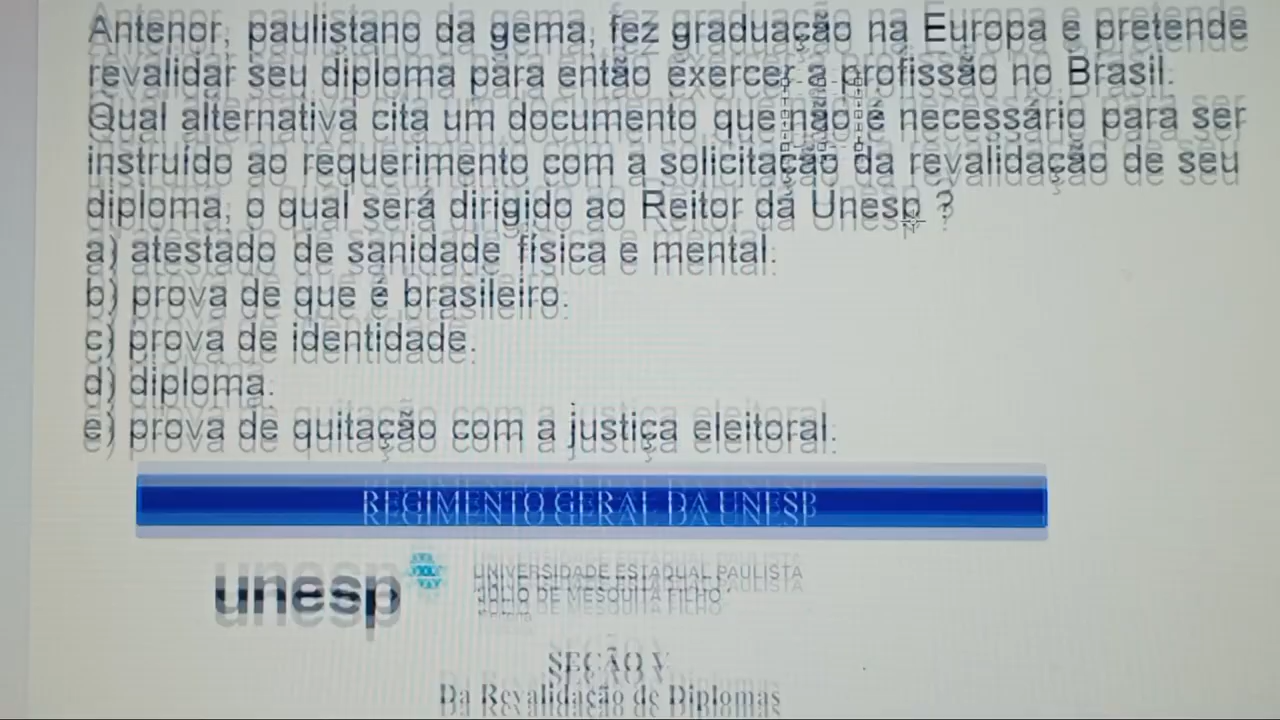 Antenor, paulistano da gema, fez graduação na Europa e pretende
revalidar seu diploma para então exercer a profissão no Brasil.
Qual alternativa cita um documento que não é necessário para ser
instruído ao requerimento com a solicitação da revalidação de seu
diploma, o qual será dirigido ao Reitor da Unesp ?
a) atestado de sanidade física e mental.
b) prova de que é brasileiro.
c) prova de identidade.
d) diploma.
e) prova de quitação com a justiça eleitoral.
REGIMENTO GERAL DA UNESP
unesp
UNIVERSIDADE ESTADUAL PAULISTA
"JÚLIO DE MESQUITA FILHO"
SEÇÃO V
Da Revalidação de Diplomas